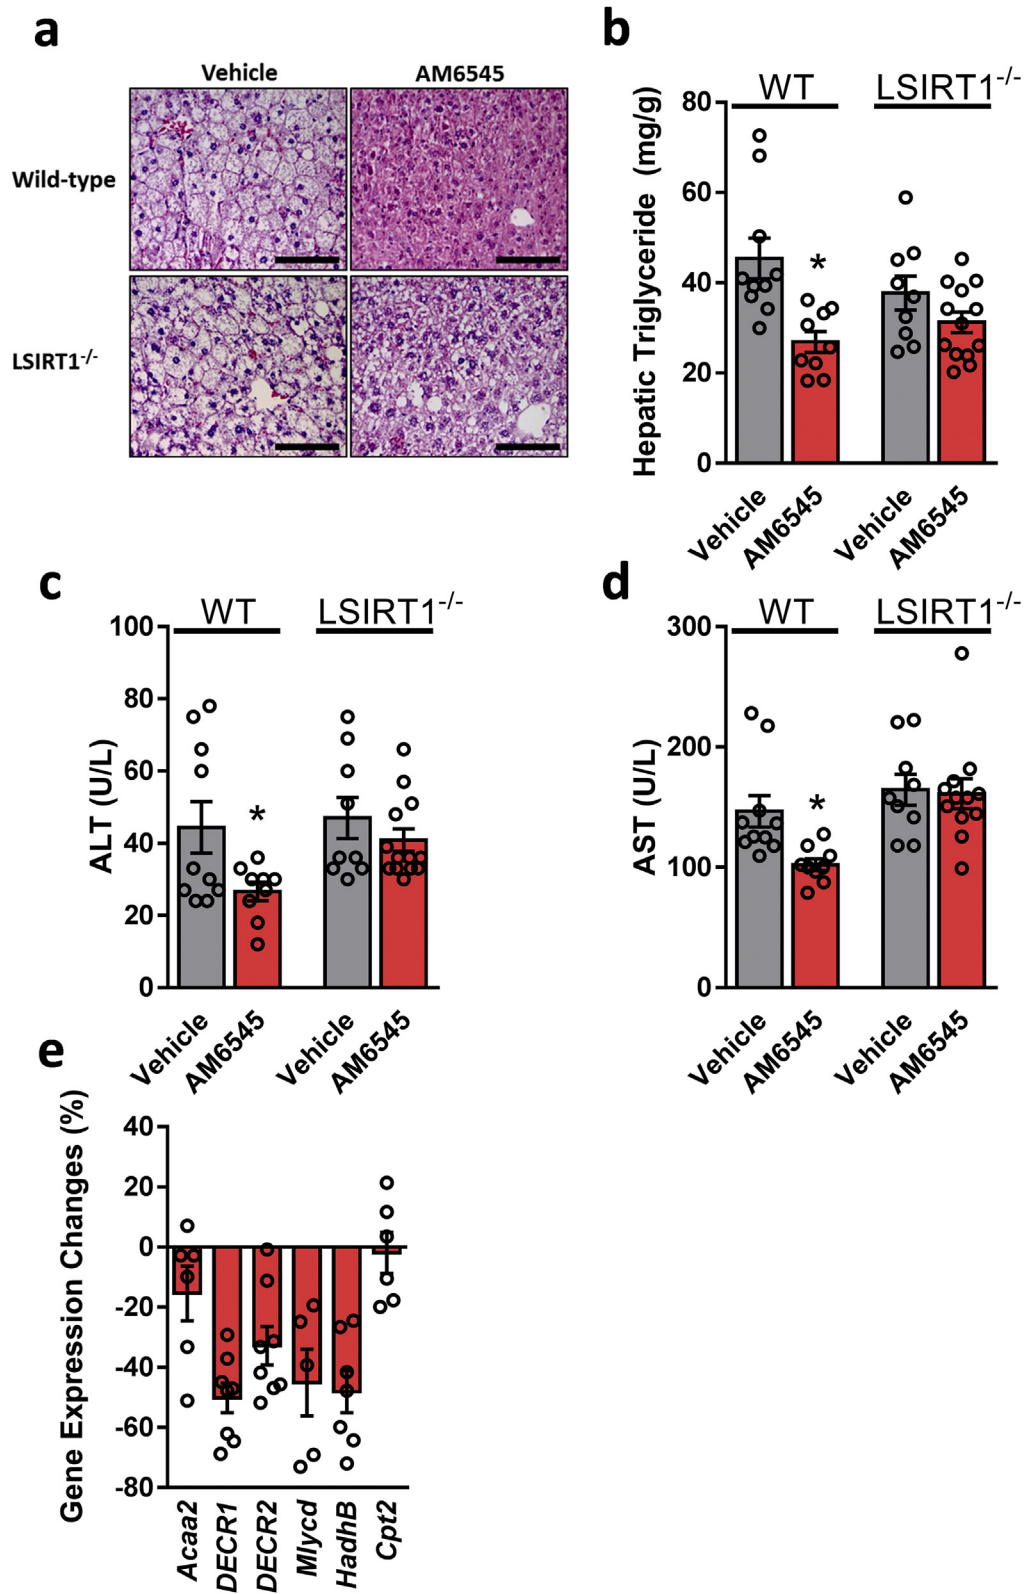 a
Vehicle AM6545
Wild-type
LSIRT1-/-
b
WT LSIRT1-/-
Hepatic Triglyceride (mg/g)
80
60
40
20
0
Vehicle AM6545 Vehicle AM6545
c
WT LSIRT1-/-
ALT (U/L)
100
80
60
40
20
0
Vehicle AM6545 Vehicle AM6545
d
WT LSIRT1-/-
AST (U/L)
300
200
100
0
Vehicle AM6545 Vehicle AM6545
e
Gene Expression Changes (%)
40
20
0
-20
-40
-60
-80
Acaa2 DECR1 DECR2 Mlycd HadhB Cpt2